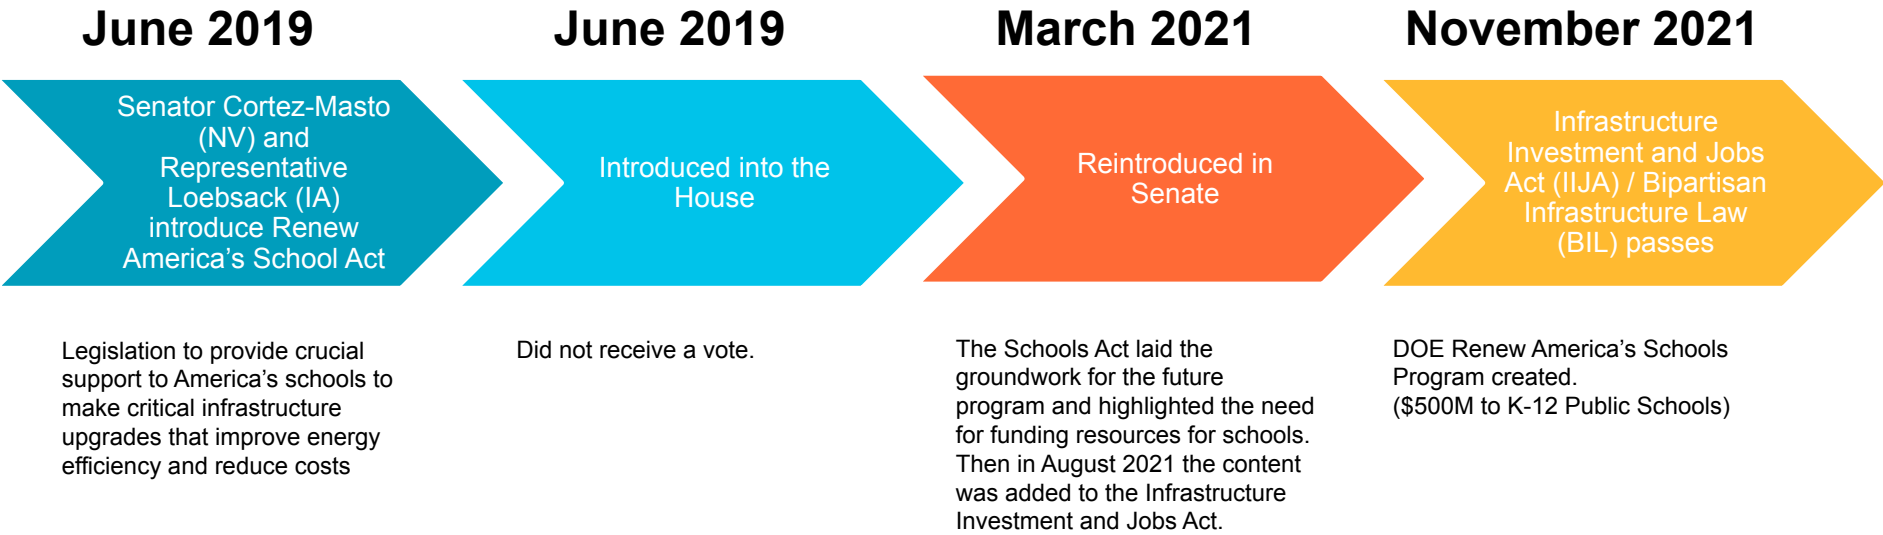 June 2019
Senator Cortez-Masto
(NV) and
Representative
Loebsack (IA)
introduce Renew
America’s School Act
Legislation to provide crucial
support to America’s schools to
make critical infrastructure
upgrades that improve energy
efficiency and reduce costs
June 2019
Introduced into the
House
Did not receive a vote.
March 2021
Reintroduced in
Senate
The Schools Act laid the
groundwork for the future
program and highlighted the need
for funding resources for schools.
Then in August 2021 the content
was added to the Infrastructure
Investment and Jobs Act.
November 2021
Infrastructure
Investment and Jobs
Act (IIJA) / Bipartisan
Infrastructure Law
(BIL) passes
DOE Renew America’s Schools
Program created.
($500M to K-12 Public Schools)